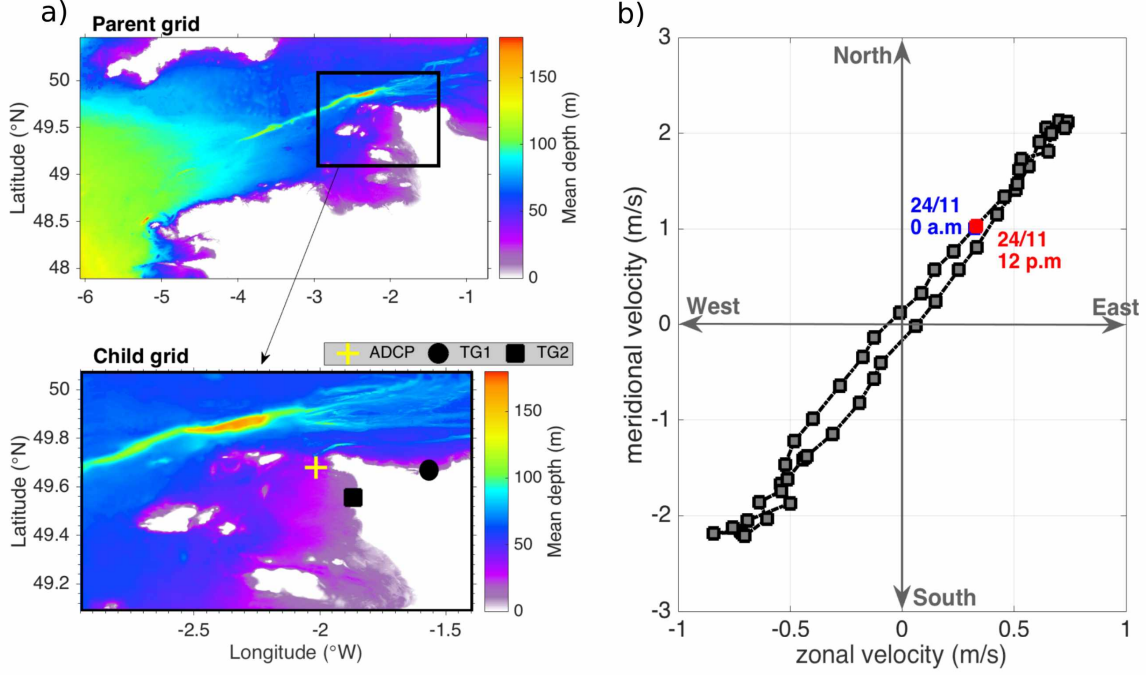 a)
Parent grid
50
49.5
49
48.5
48
Latitude (°N)
-6
-5
-4
-3
-2
-1
150
100
50
0
Mean depth (m)
ADCP TG1 TG2
Child grid
50
49.8
49.6
49.4
49.2
Latitude (°N)
-2.5
-2
-1.5
Longitude (°W)
150
100
50
0
Mean depth (m)
b)
3
2
1
0
-1
-2
-3
meridional velocity (m/s)
North
24/11
0 a.m
24/11
12 p.m
West
East
South
-1
-0.5
0
0.5
1
zonal velocity (m/s)